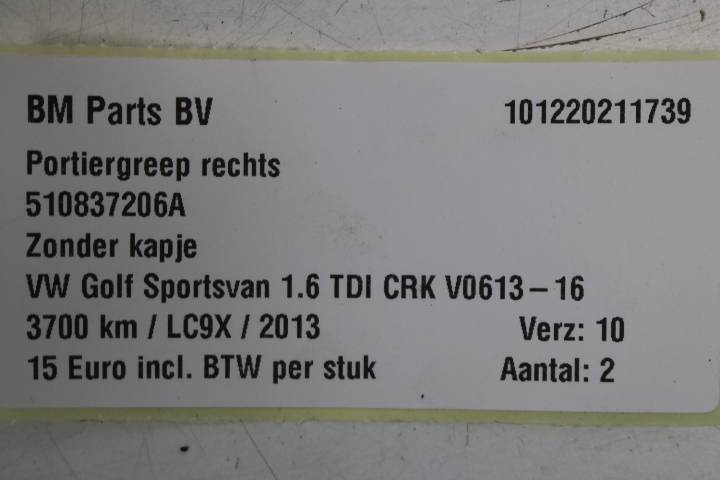 BM Parts BV 101220211739
Portiergreep rechts
510837206A
Zonder kapje
VW Golf Sportsvan 1.6 TDI CRK V0613-16
3700 km / LC9X / 2013 Verz: 10
15 Euro incl. BTW per stuk Aantal: 2